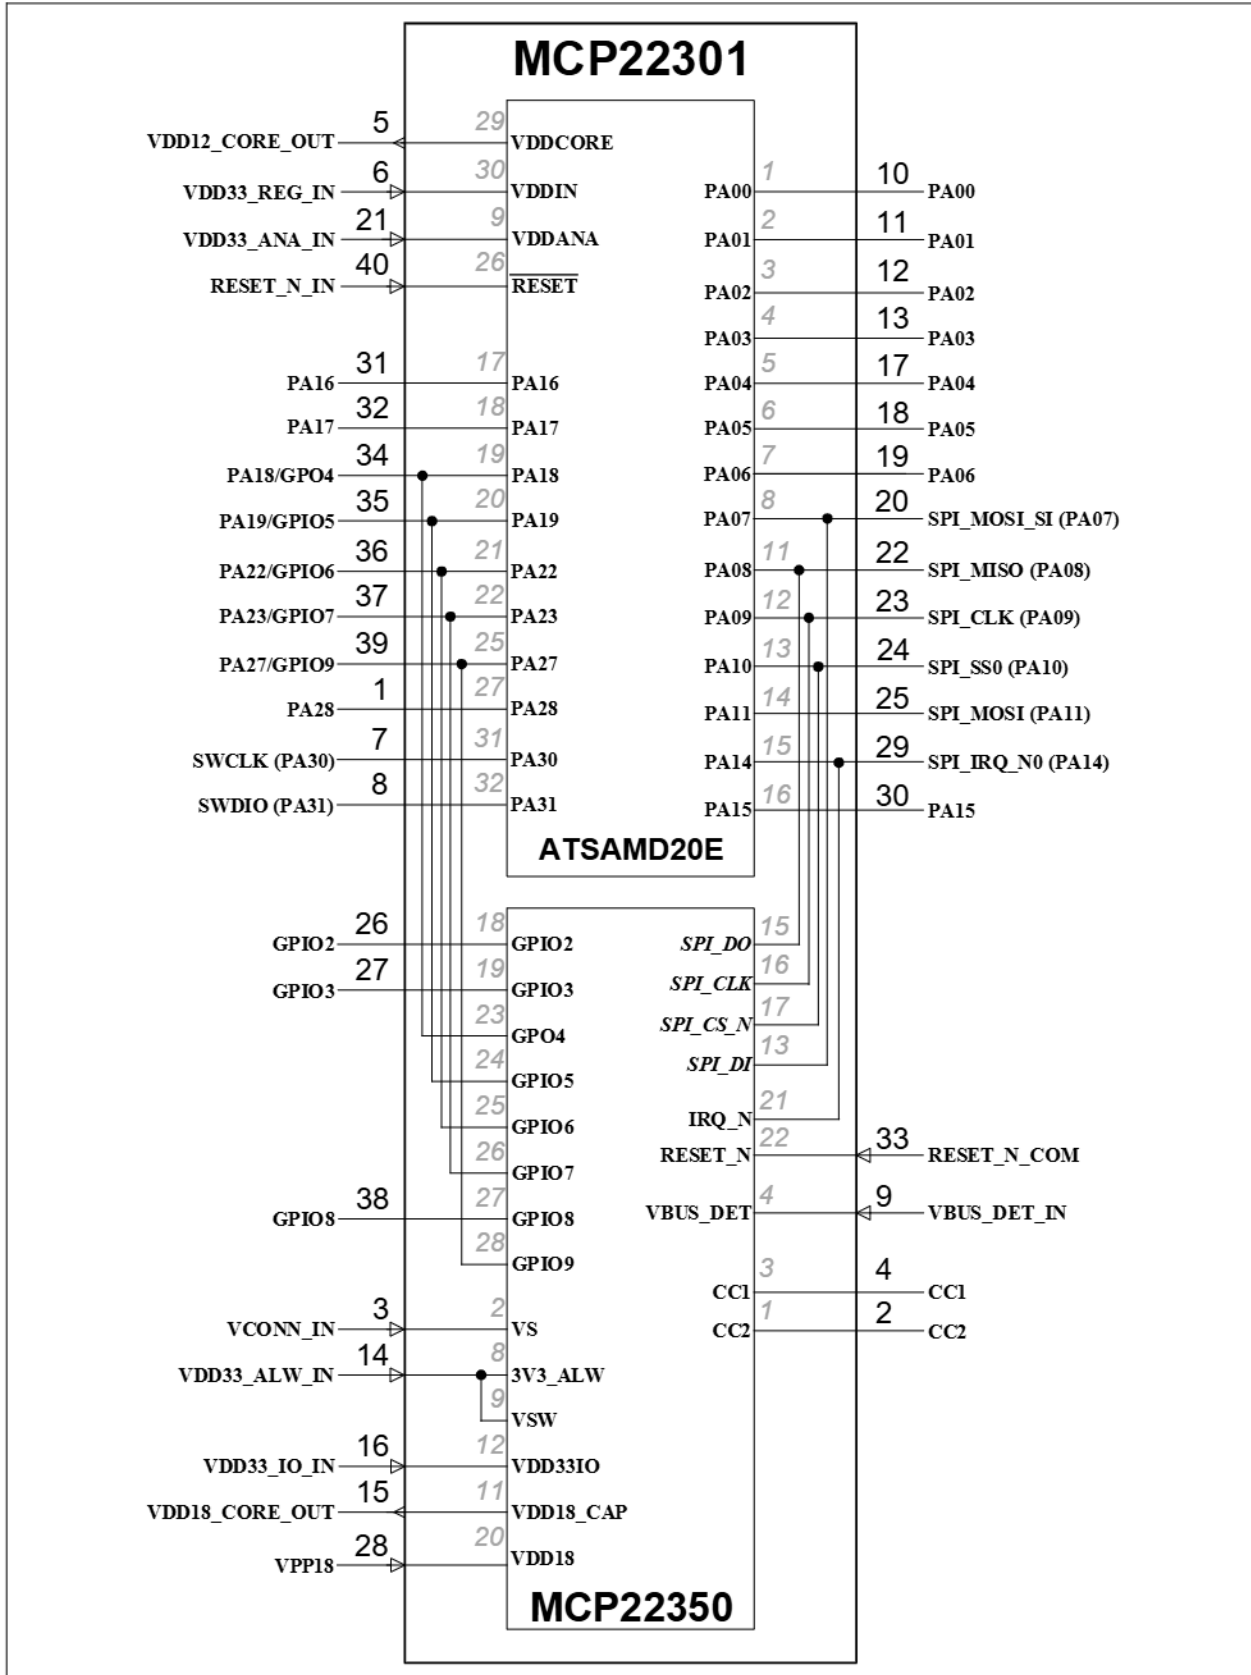 MCP22301
VDD12_CORE_OUT 5 29 VDDCORE
VDD33_REG_IN 6 30 VDDIN
VDD33_ANA_IN 21 9 VDDANA
RESET_N_IN 40 26 RESET
PA16 31 17 PA16
PA17 32 18 PA17
PA18/GPO4 34 19 PA18
PA19/GPIO5 35 20 PA19
PA22/GPIO6 36 21 PA22
PA23/GPIO7 37 22 PA23
PA27/GPIO9 39 25 PA27
PA28 1 27 PA28
SWCLK (PA30) 7 31 PA30
SWDIO (PA31) 8 32 PA31
PA00 1 10 PA00
PA01 2 11 PA01
PA02 3 12 PA02
PA03 4 13 PA03
PA04 5 17 PA04
PA05 6 18 PA05
PA06 7 19 PA06
PA07 8 20 SPI_MOSI_SI (PA07)
PA08 11 22 SPI_MISO (PA08)
PA09 12 23 SPI_CLK (PA09)
PA10 13 24 SPI_SS0 (PA10)
PA11 14 25 SPI_MOSI (PA11)
PA14 15 29 SPI_IRQ_N0 (PA14)
PA15 16 30 PA15
ATSAMD20E
GPIO2 26 18 GPIO2
GPIO3 27 19 GPIO3
23 GPO4
24 GPIO5
25 GPIO6
26 GPIO7
GPIO8 38 27 GPIO8
28 GPIO9
VCONN_IN 3 2 VS
VDD33_ALW_IN 14 8 3V3_ALW
9 VSW
VDD33_IO_IN 16 12 VDD33IO
VDD18_CORE_OUT 15 11 VDD18_CAP
VPP18 28 20 VDD18
SPI_DO 15
SPI_CLK 16
SPI_CS_N 17
SPI_DI 13
IRQ_N 21
RESET_N 22 33 RESET_N_COM
VBUS_DET 4 9 VBUS_DET_IN
CC1 3 4 CC1
CC2 1 2 CC2
MCP22350